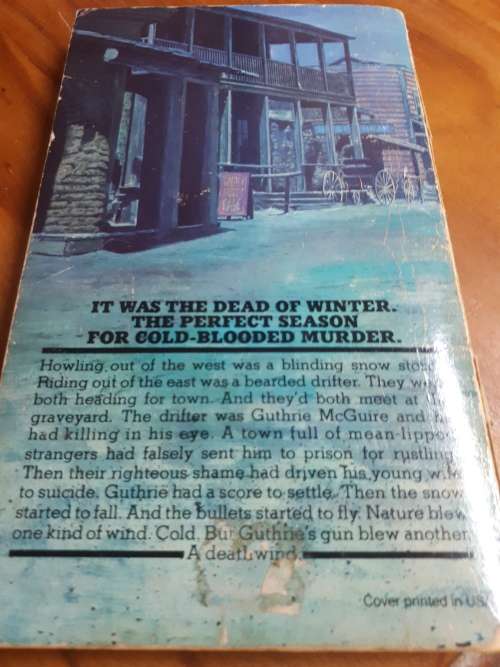 IT WAS THE DEAD OF WINTER.
THE PERFECT SEASON
FOR COLD-BLOODED MURDER.
Howling out of the west was a blinding snow
Riding out of the east was a bearded drifter. They
both heading for town. And they'd both meet at
graveyard. The drifter was Guthrie McGuire and
had killing in his eye. A town full of mean-lipped
strangers had falsely sent him to prison for rustling
Then their righteous shame had driven his young wife
to suicide. Guthrie had a score to settle. Then the snow
started to fall. And the bullets started to fly. Nature blew
one kind of wind. Cold. But Guthrie's gun blew another
A deathwind.
Cover printed in USA